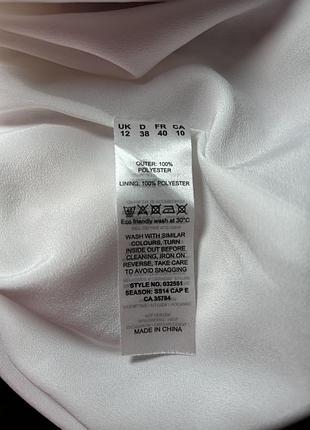 UK D FR CA
12 38 40 10
OUTER: 100%
POLYESTER
LINING: 100% POLYESTER
Eco friendly wash at 30°C
WASH WITH SIMILAR
COLOURS, TURN
INSIDE OUT BEFORE
CLEANING, IRON ON
REVERSE, TAKE CARE
TO AVOID SNAGGING
STYLE NO. 032551
SEASON: SS14 CAP E
CA 35784
MADE IN CHINA